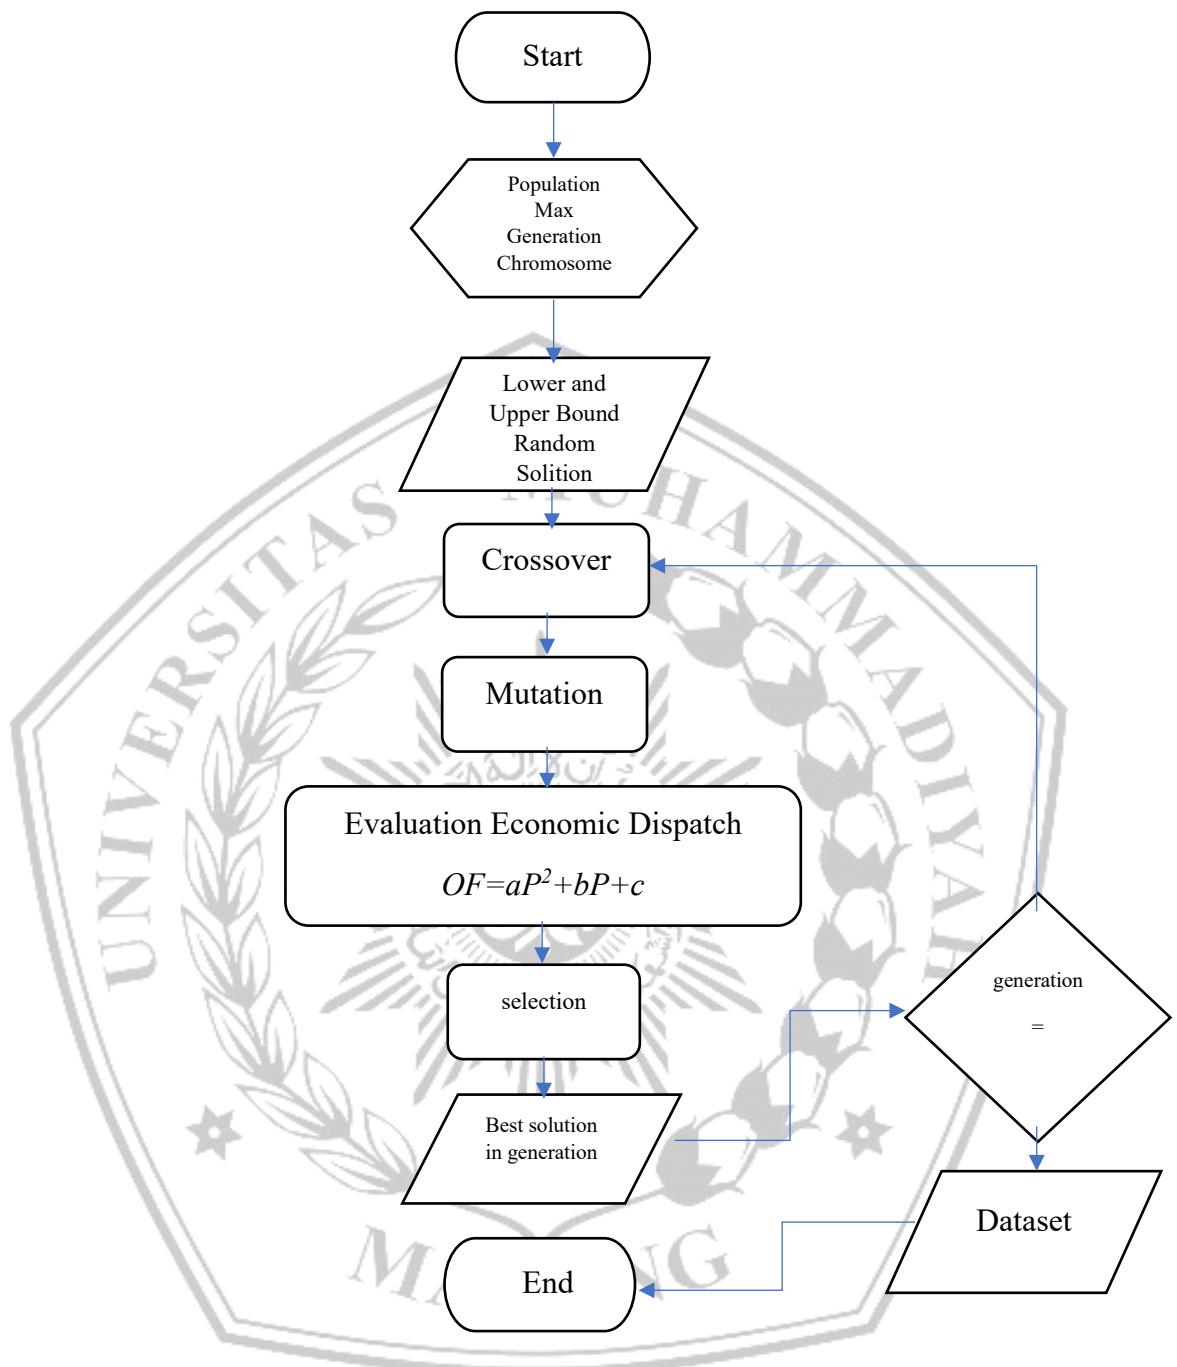 Start
Population
Max
Generation
Chromosome
Lower and
Upper Bound
Random
Solition
Crossover
Mutation
Evaluation Economic Dispatch
OF=aP²+bP+c
selection
Best solution
in generation
generation
=
Dataset
End
UNIVERSITAS MUHAMMADIYAH